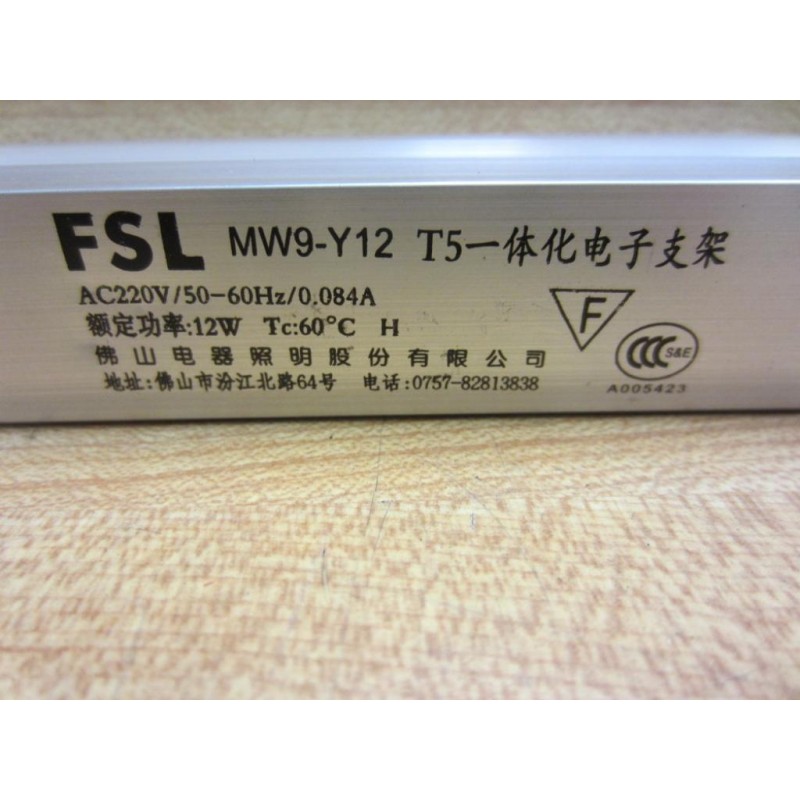 FSL MW9-Y12 T5一体化电子支架
AC220V/50-60Hz/0.084A
额定功率:12W Tc:60°C H
F
佛山电器照明股份有限公司
CCC S&E
地址:佛山市汾江北路64号 电话:0757-82813838
A005423